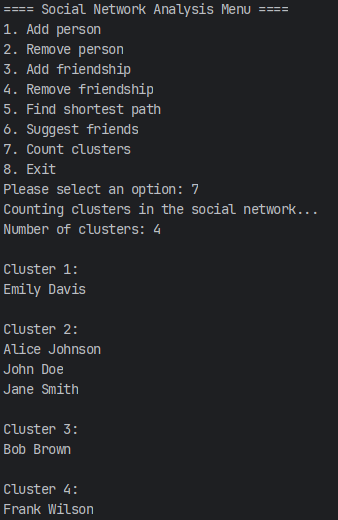 ==== Social Network Analysis Menu ====
1. Add person
2. Remove person
3. Add friendship
4. Remove friendship
5. Find shortest path
6. Suggest friends
7. Count clusters
8. Exit
Please select an option: 7
Counting clusters in the social network...
Number of clusters: 4

Cluster 1:
Emily Davis

Cluster 2:
Alice Johnson
John Doe
Jane Smith

Cluster 3:
Bob Brown

Cluster 4:
Frank Wilson